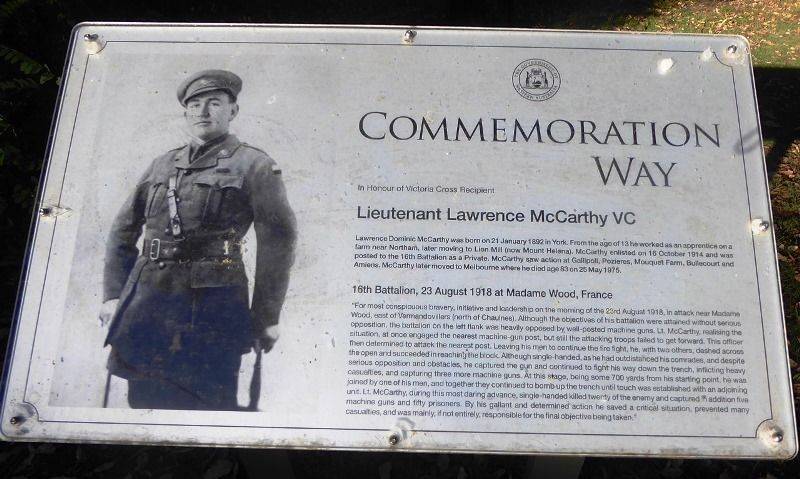 THE GOVERNMENT OF
WESTERN AUSTRALIA
COMMEMORATION
WAY
In Honour of Victoria Cross Recipient
Lieutenant Lawrence McCarthy VC
Lawrence Dominic McCarthy was born on 21 January 1892 in York. From the age of 13 he worked as an apprentice on a
farm near Northam, later moving to Lion Mill (now Mount Helena). McCarthy enlisted on 16 October 1914 and was
posted to the 16th Battalion as a Private. McCarthy saw action at Gallipoli, Pozieres, Mouquet Farm, Bullecourt and
Amiens. McCarthy later moved to Melbourne where he died age 83 on 25 May 1975.
16th Battalion, 23 August 1918 at Madame Wood, France
"For most conspicuous bravery, initiative and leadership on the morning of the 23rd August 1918, in attack near Madame
Wood, east of Vermandovillers (north of Chaulnes). Although the objectives of his battalion were attained without serious
opposition, the battalion on the left flank was heavily opposed by well-posted machine guns. Lt. McCarthy, realising the
situation, at once engaged the nearest machine-gun post, but still the attacking troops failed to get forward. This officer
then determined to attack the nearest post. Leaving his men to continue the fire fight, he, with two others, dashed across
the open and succeeded in reaching the block. Although single-handed, as he had outdistanced his comrades, and despite
serious opposition and obstacles, he captured the gun and continued to fight his way down the trench, inflicting heavy
casualties, and capturing three more machine guns. At this stage, being some 700 yards from his starting point, he was
joined by one of his men, and together they continued to bomb up the trench until touch was established with an adjoining
unit. Lt. McCarthy, during this most daring advance, single-handed killed twenty of the enemy and captured in addition five
machine guns and fifty prisoners. By his gallant and determined action he saved a critical situation, prevented many
casualties, and was mainly, if not entirely, responsible for the final objective being taken."